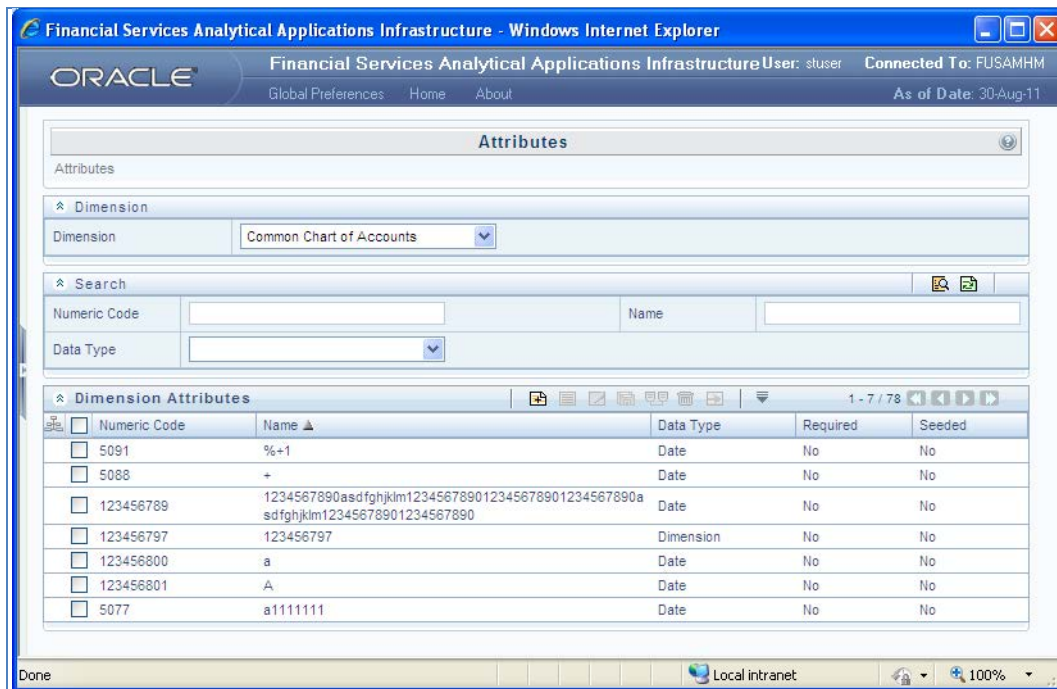 Financial Services Analytical Applications Infrastructure - Windows Internet Explorer
ORACLE
Financial Services Analytical Applications Infrastructure User: stuser Connected To: FUSAMHM
Global Preferences Home About As of Date: 30-Aug-11
Attributes
Attributes
Dimension
Dimension Common Chart of Accounts
Search
Numeric Code Name
Data Type
Dimension Attributes 1 - 7 / 78
Numeric Code Name Data Type Required Seeded
5091 %+1 Date No No
5088 + Date No No
123456789 1234567890asdfghjklm123456789012345678901234567890a Date No No
sdfghjklm12345678901234567890
123456797 123456797 Dimension No No
123456800 a Date No No
123456801 A Date No No
5077 a1111111 Date No No
Done Local intranet 100%